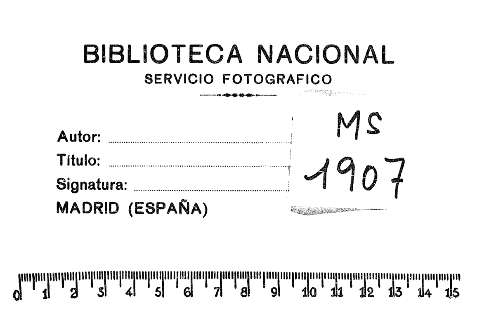 BIBLIOTECA NACIONAL
SERVICIO FOTOGRAFICO
MS
Autor:
Título:
1907
Signatura:
MADRID (ESPAÑA)
0 1 2 3 4 5 6 7 8 9 10 11 12 13 14 15